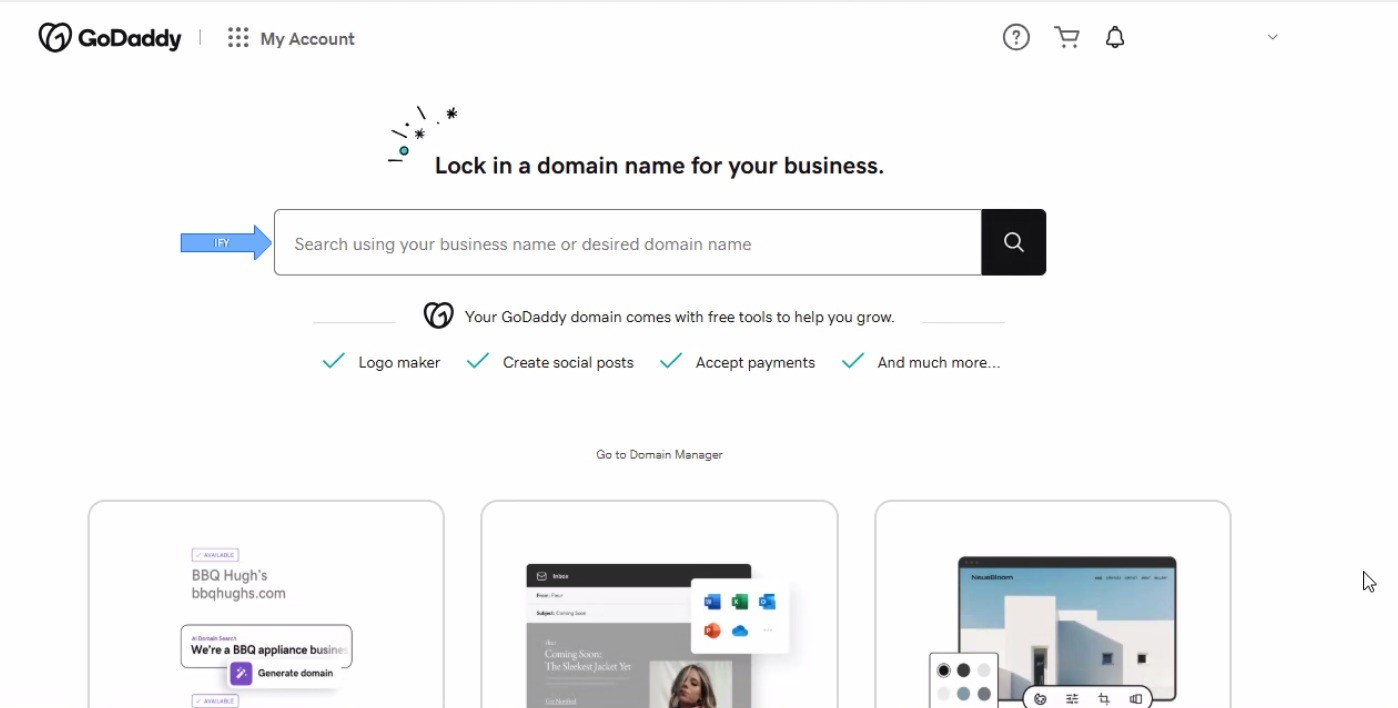 GoDaddy
My Account
Lock in a domain name for your business.
IFY
Search using your business name or desired domain name
Your GoDaddy domain comes with free tools to help you grow.
Logo maker
Create social posts
Accept payments
And much more...
Go to Domain Manager
AVAILABLE
BBQ Hugh's
bbqhughs.com
AI Domain Search
We're a BBQ appliance busines
Generate domain
AVAILABLE
Inbox
From: Fleur
Subject: Coming Soon
Coming Soon:
The Sleekest Jacket Yet
Get Notified
NeueBloom